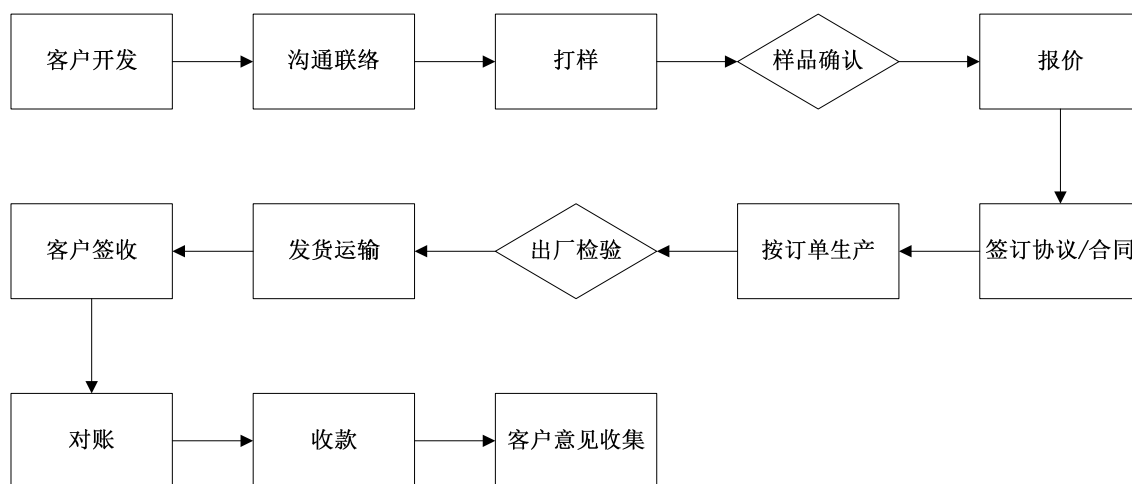 客户开发
沟通联络
打样
样品确认
报价
客户签收
发货运输
出厂检验
按订单生产
签订协议/合同
对账
收款
客户意见收集